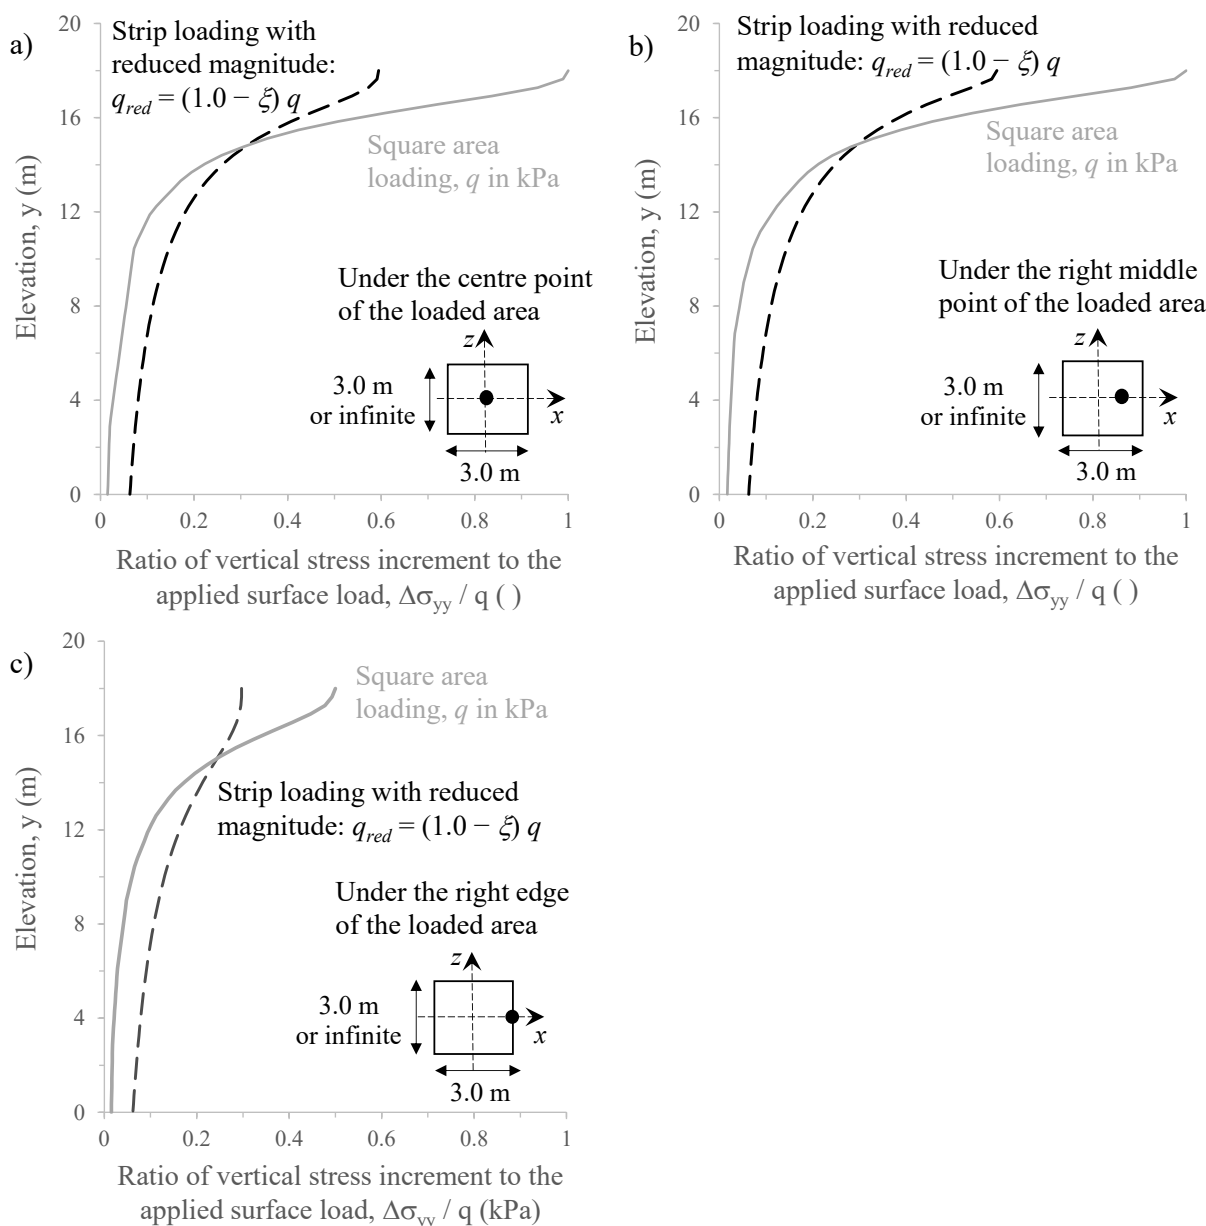 a)
Strip loading with
reduced magnitude:
q_red = (1.0 − ξ) q
Square area
loading, q in kPa
Under the centre point
of the loaded area
z
x
3.0 m
or infinite
3.0 m
20
16
12
8
4
0
Elevation, y (m)
0
0.2
0.4
0.6
0.8
1
Ratio of vertical stress increment to the
applied surface load, Δσ_yy / q ( )
b)
Strip loading with reduced
magnitude: q_red = (1.0 − ξ) q
Square area
loading, q in kPa
Under the right middle
point of the loaded area
z
x
3.0 m
or infinite
3.0 m
20
16
12
8
4
0
Elevation, y (m)
0
0.2
0.4
0.6
0.8
1
Ratio of vertical stress increment to the
applied surface load, Δσ_yy / q ( )
c)
Square area
loading, q in kPa
Strip loading with reduced
magnitude: q_red = (1.0 − ξ) q
Under the right edge
of the loaded area
z
x
3.0 m
or infinite
3.0 m
20
16
12
8
4
0
Elevation, y (m)
0
0.2
0.4
0.6
0.8
1
Ratio of vertical stress increment to the
applied surface load, Δσ_yy / q (kPa)